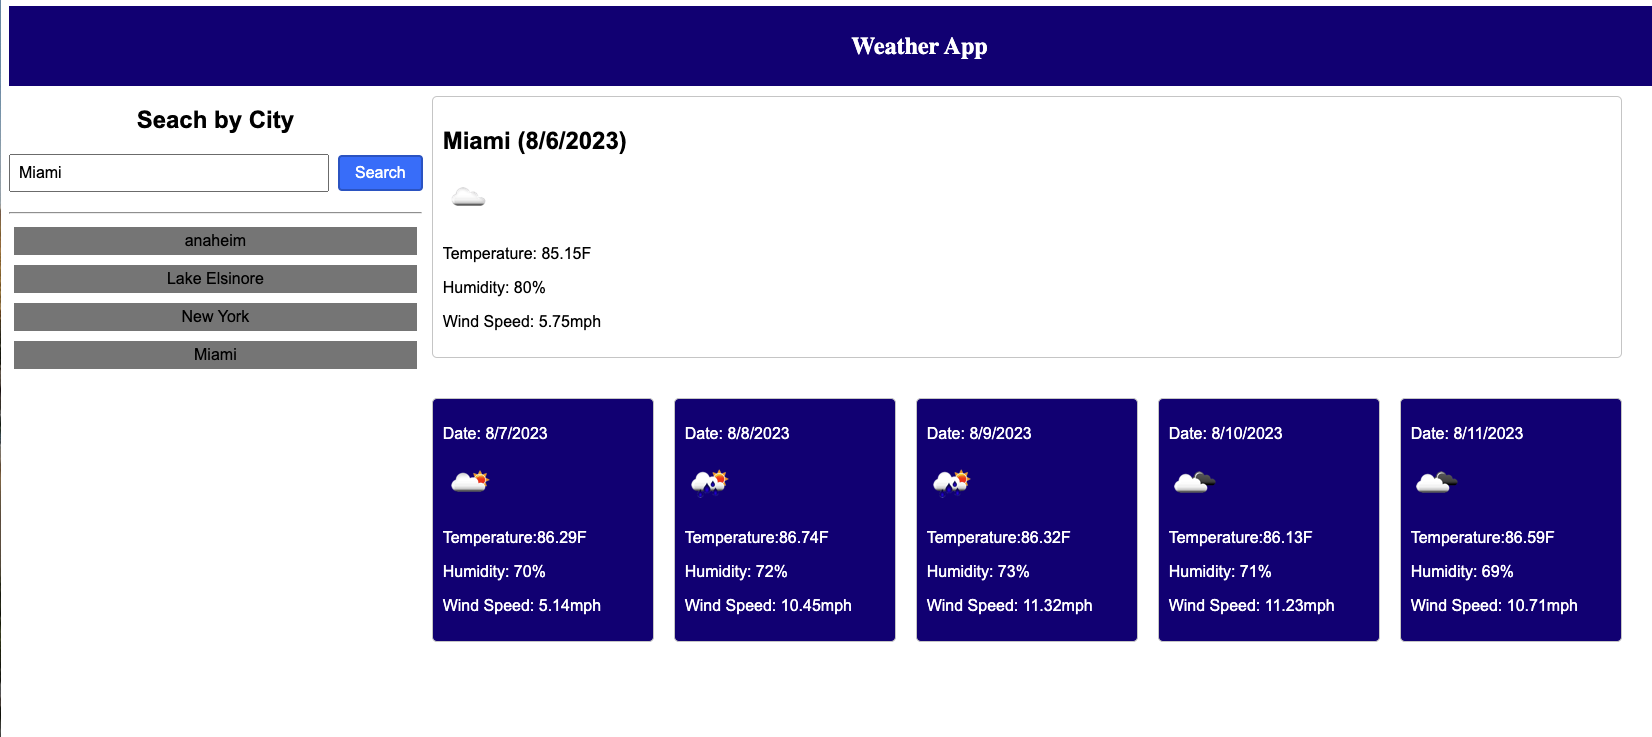 Weather App
Seach by City
Miami
Search
anaheim
Lake Elsinore
New York
Miami
Miami (8/6/2023)
Temperature: 85.15F
Humidity: 80%
Wind Speed: 5.75mph
Date: 8/7/2023
Temperature:86.29F
Humidity: 70%
Wind Speed: 5.14mph
Date: 8/8/2023
Temperature:86.74F
Humidity: 72%
Wind Speed: 10.45mph
Date: 8/9/2023
Temperature:86.32F
Humidity: 73%
Wind Speed: 11.32mph
Date: 8/10/2023
Temperature:86.13F
Humidity: 71%
Wind Speed: 11.23mph
Date: 8/11/2023
Temperature:86.59F
Humidity: 69%
Wind Speed: 10.71mph